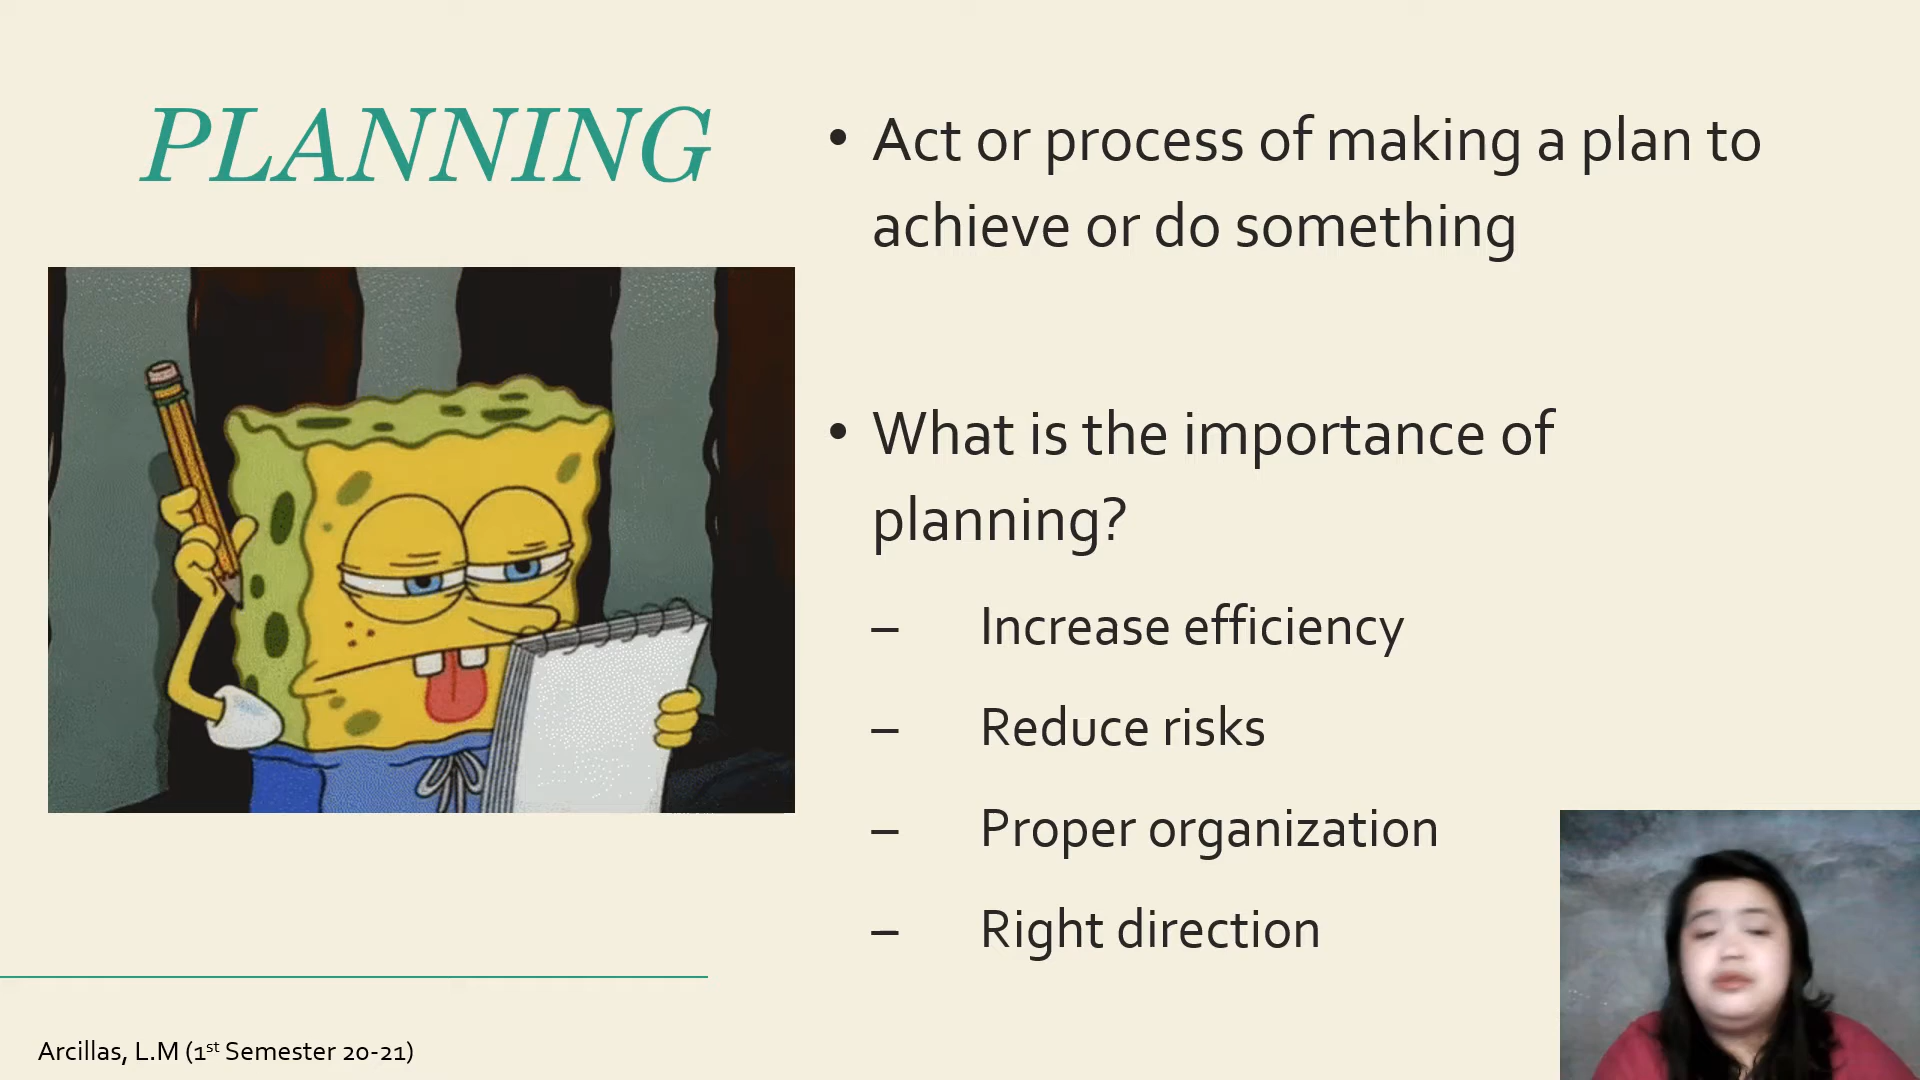 PLANNING
• Act or process of making a plan to
achieve or do something
• What is the importance of
planning?
– Increase efficiency
– Reduce risks
– Proper organization
– Right direction
Arcillas, L.M (1st Semester 20-21)